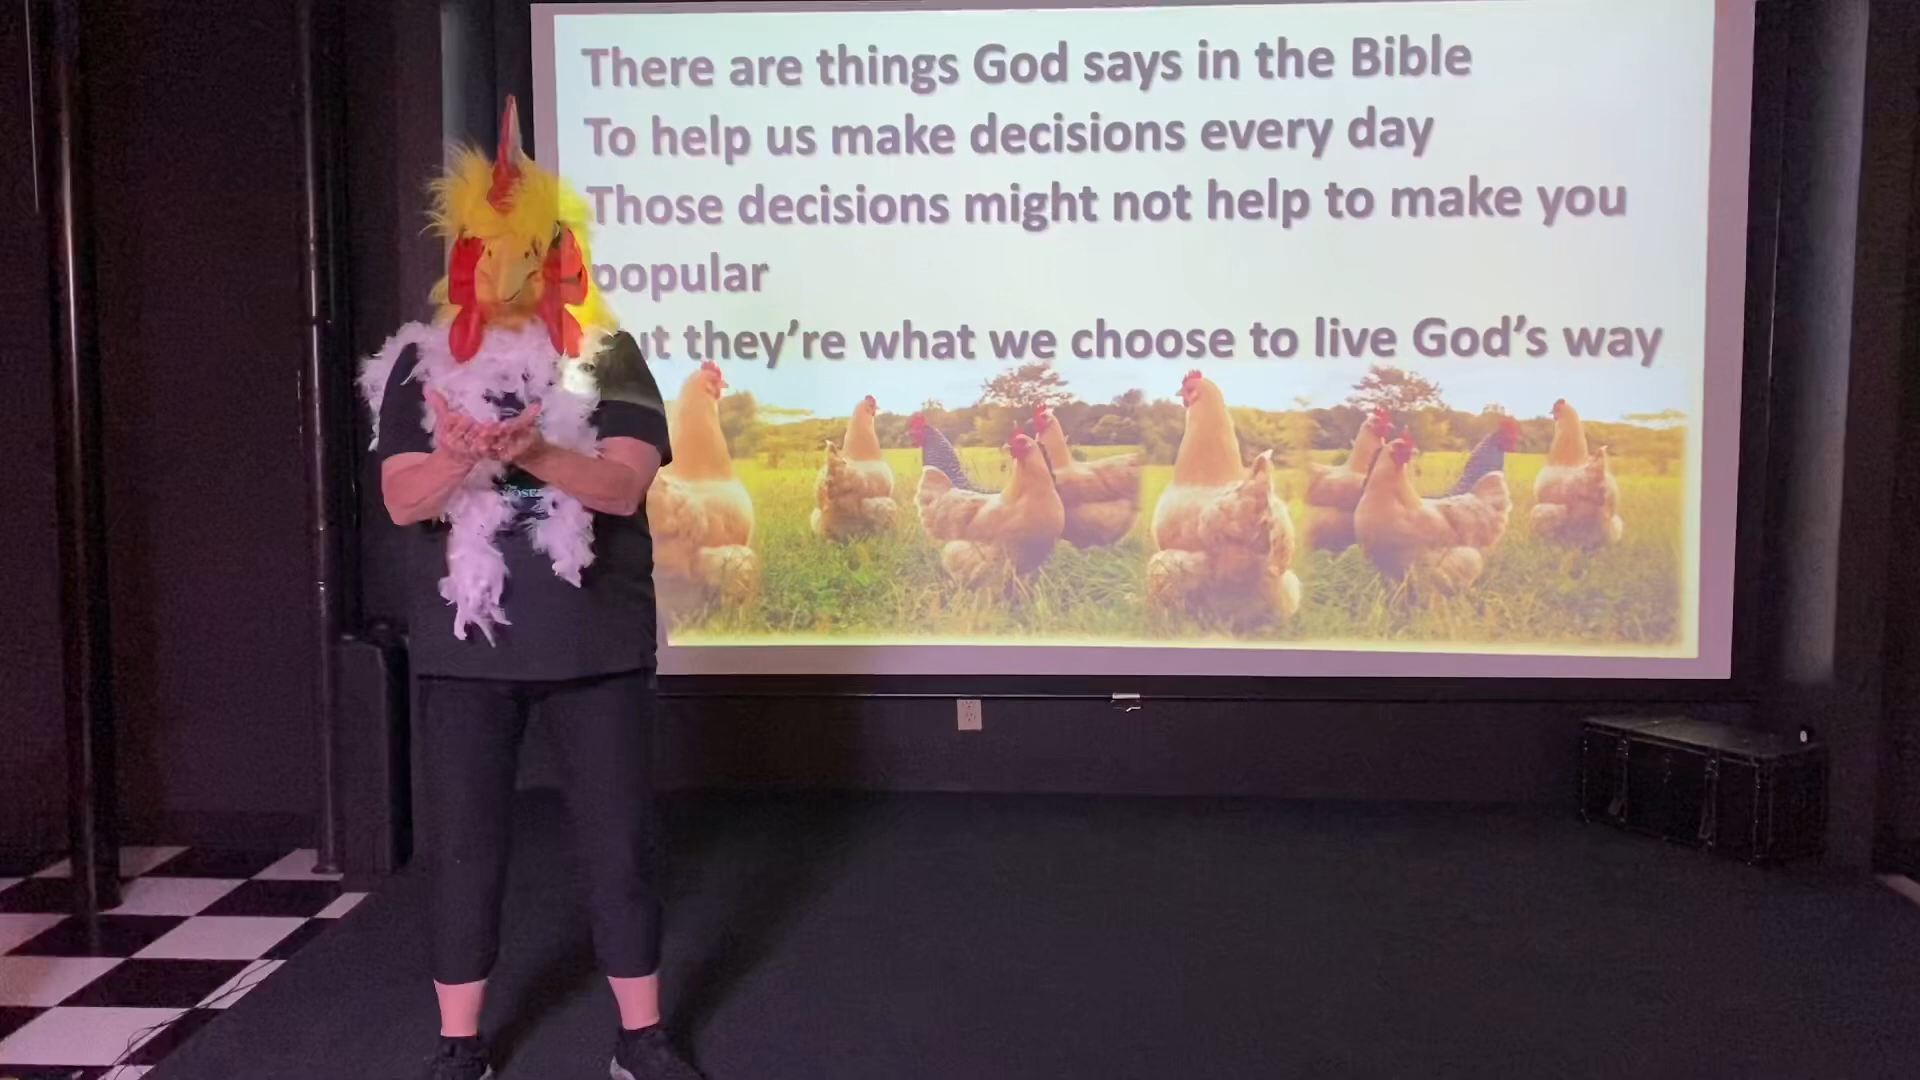 There are things God says in the Bible
To help us make decisions every day
Those decisions might not help to make you
popular
they’re what we choose to live God’s way